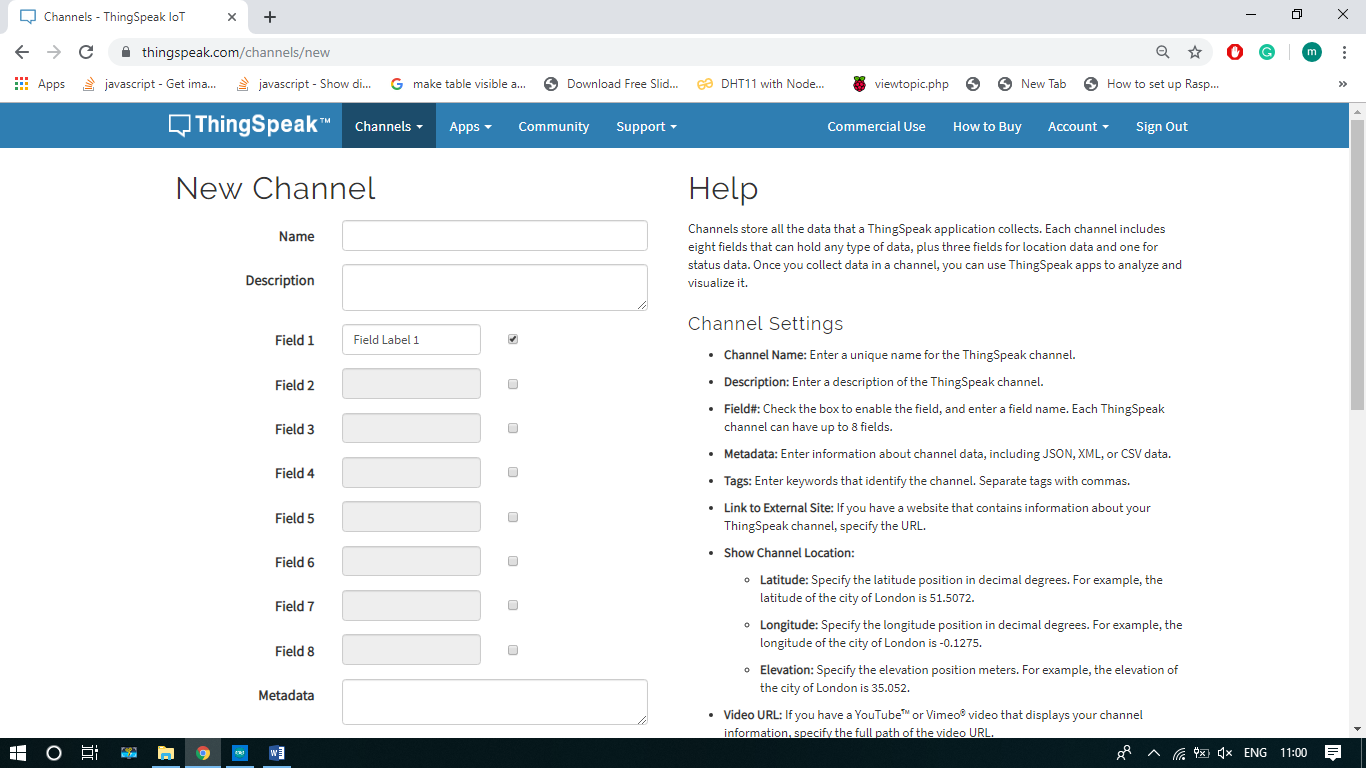 Channels - ThingSpeak IoT
thingspeak.com/channels/new
m
Apps
javascript - Get ima...
javascript - Show di...
make table visible a...
Download Free Slid...
DHT11 with Node...
viewtopic.php
New Tab
How to set up Rasp...
»
ThingSpeak™
Channels
Apps
Community
Support
Commercial Use
How to Buy
Account
Sign Out
New Channel
Name
Description
Field 1
Field Label 1
Field 2
Field 3
Field 4
Field 5
Field 6
Field 7
Field 8
Metadata
Help
Channels store all the data that a ThingSpeak application collects. Each channel includes
eight fields that can hold any type of data, plus three fields for location data and one for
status data. Once you collect data in a channel, you can use ThingSpeak apps to analyze and
visualize it.
Channel Settings
• Channel Name: Enter a unique name for the ThingSpeak channel.
• Description: Enter a description of the ThingSpeak channel.
• Field#: Check the box to enable the field, and enter a field name. Each ThingSpeak
channel can have up to 8 fields.
• Metadata: Enter information about channel data, including JSON, XML, or CSV data.
• Tags: Enter keywords that identify the channel. Separate tags with commas.
• Link to External Site: If you have a website that contains information about your
ThingSpeak channel, specify the URL.
• Show Channel Location:
◦ Latitude: Specify the latitude position in decimal degrees. For example, the
latitude of the city of London is 51.5072.
◦ Longitude: Specify the longitude position in decimal degrees. For example, the
longitude of the city of London is -0.1275.
◦ Elevation: Specify the elevation position meters. For example, the elevation of
the city of London is 35.052.
• Video URL: If you have a YouTube™ or Vimeo® video that displays your channel
information, specify the full path of the video URL.
ENG
11:00